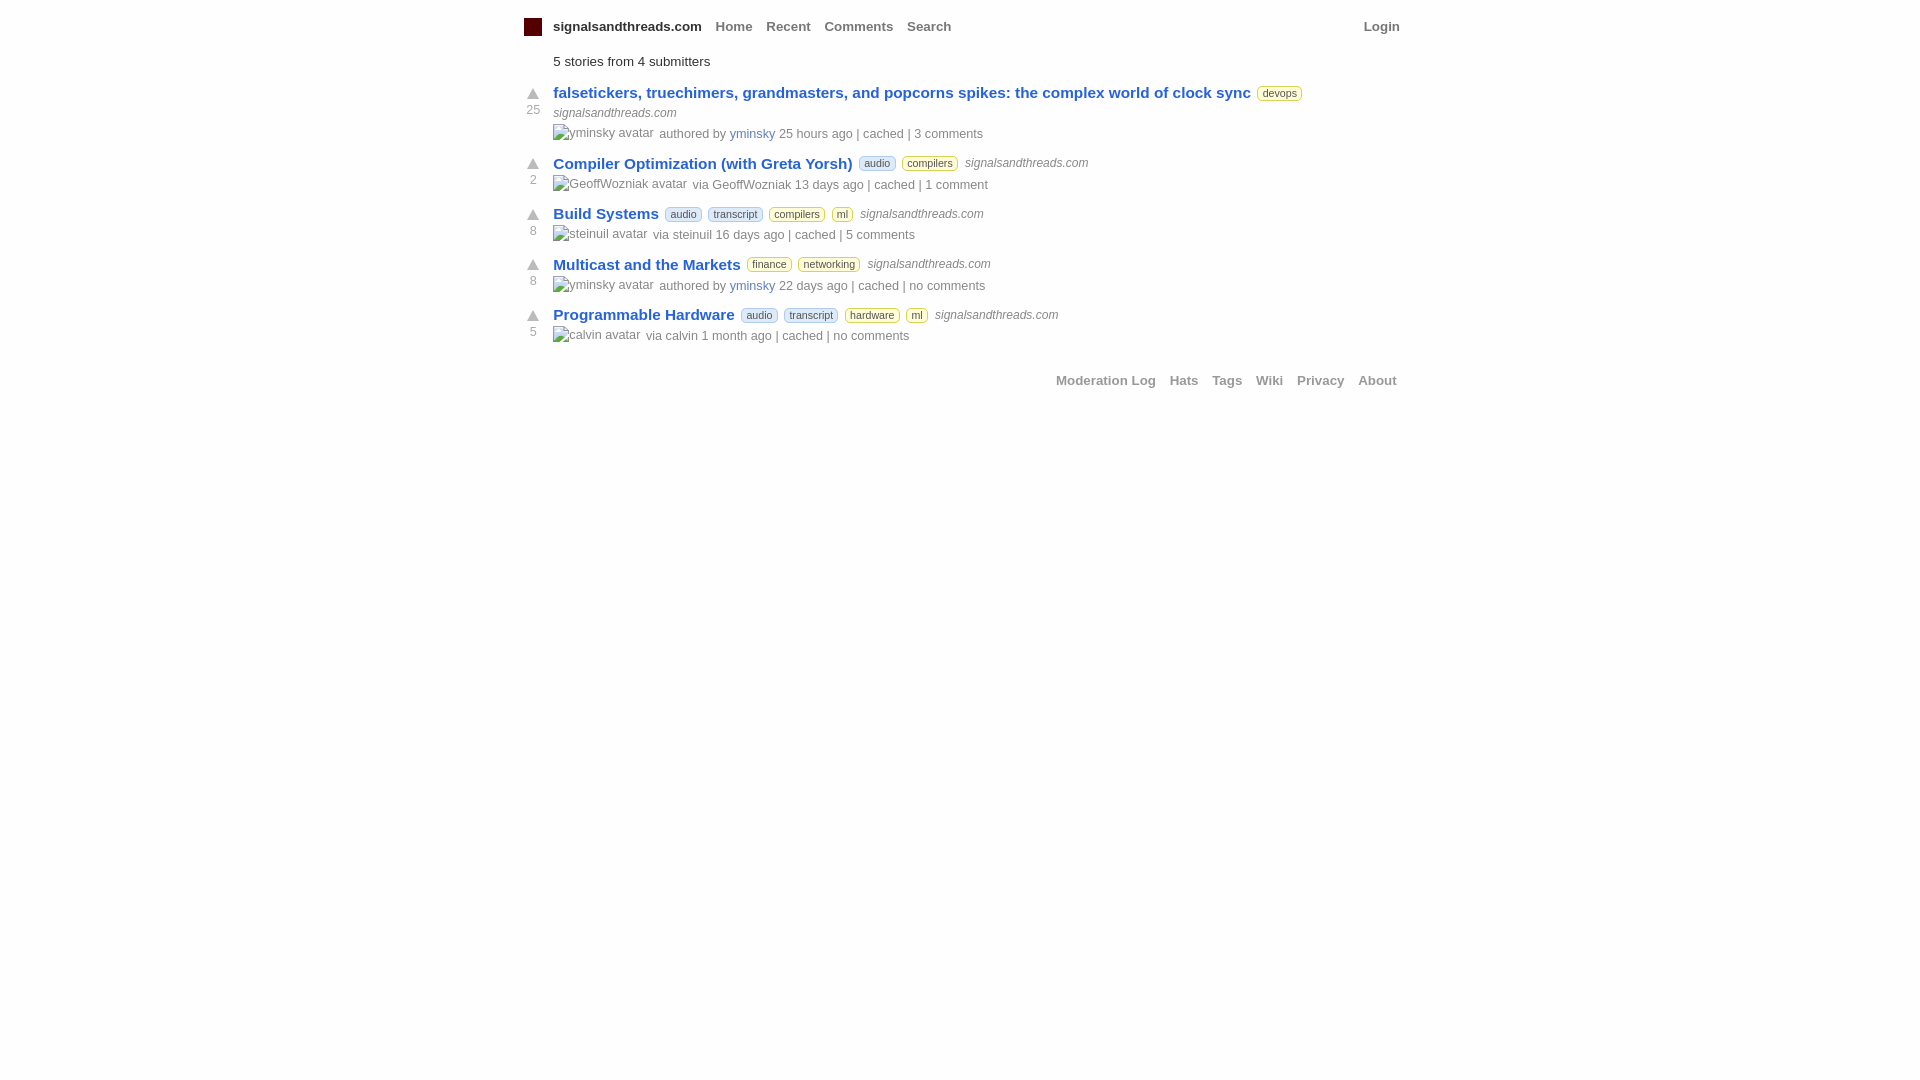 signalsandthreads.com Home Recent Comments Search Login
5 stories from 4 submitters
falsetickers, truechimers, grandmasters, and popcorns spikes: the complex world of clock sync devops
25
signalsandthreads.com
yminsky avatar authored by yminsky 25 hours ago | cached | 3 comments
Compiler Optimization (with Greta Yorsh) audio compilers signalsandthreads.com
2
GeoffWozniak avatar via GeoffWozniak 13 days ago | cached | 1 comment
Build Systems audio transcript compilers ml signalsandthreads.com
8
steinuil avatar via steinuil 16 days ago | cached | 5 comments
Multicast and the Markets finance networking signalsandthreads.com
8
yminsky avatar authored by yminsky 22 days ago | cached | no comments
Programmable Hardware audio transcript hardware ml signalsandthreads.com
5
calvin avatar via calvin 1 month ago | cached | no comments
Moderation Log Hats Tags Wiki Privacy About